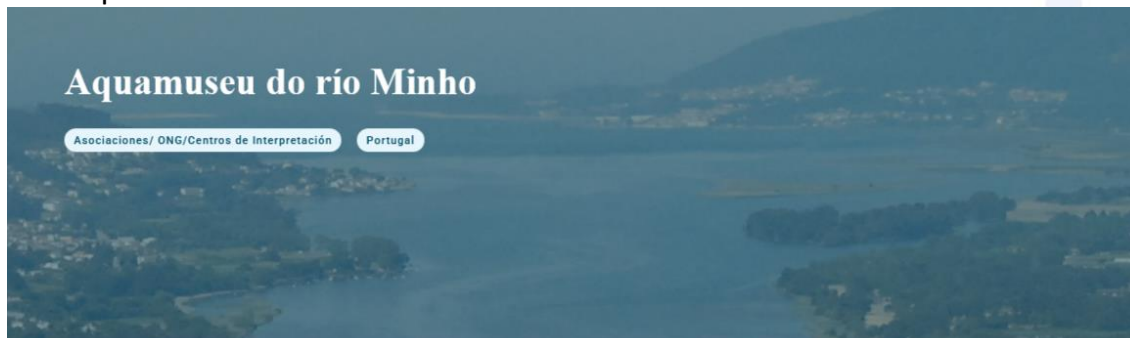 Aquamuseu do río Minho
Asociaciones/ ONG/Centros de Interpretación Portugal